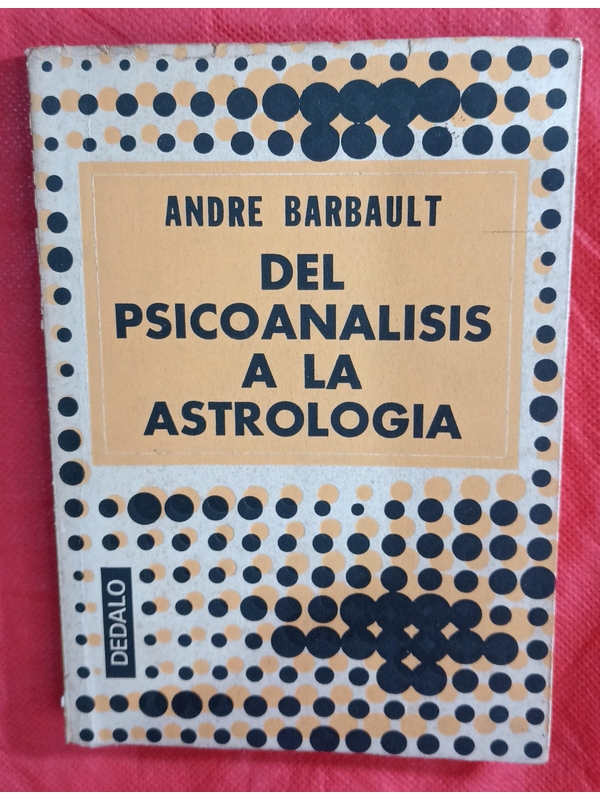 ANDRE BARBAULT
DEL
PSICOANALISIS
A LA
ASTROLOGIA
DEDALO